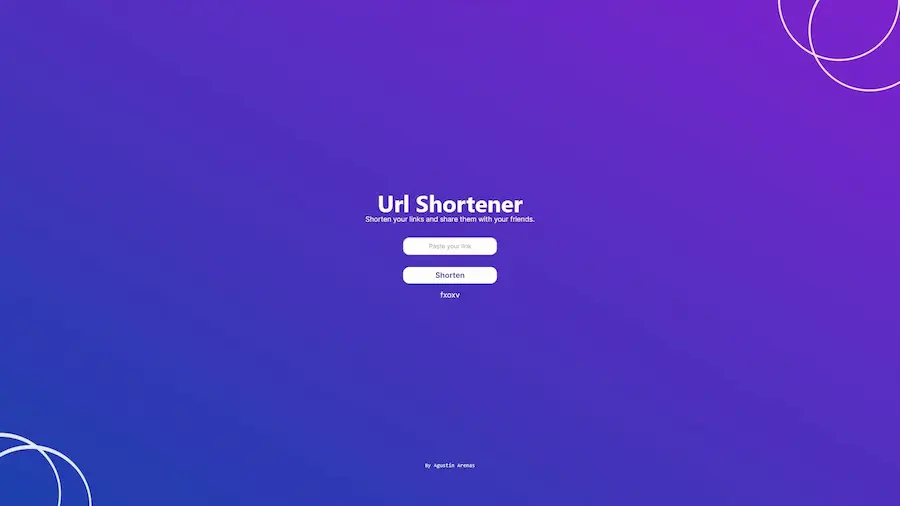 Url Shortener
Shorten your links and share them with your friends.
Paste your link
Shorten
fxoxv
By Agustin Arenas